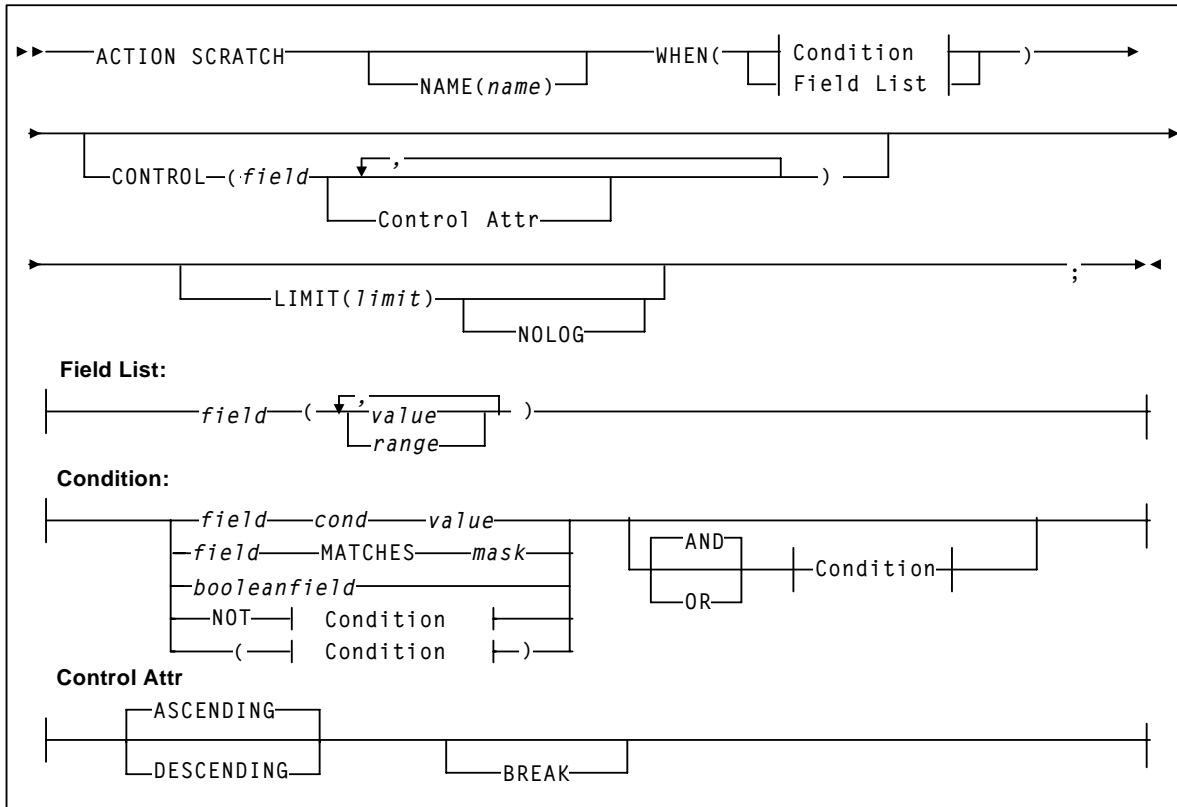 ACTION SCRATCH NAME(name) WHEN( Condition Field List )
CONTROL (field , Control Attr )
LIMIT(limit) NOLOG ;
Field List:
field ( , value range )
Condition:
field cond value
field MATCHES mask
booleanfield
NOT Condition
( Condition )
AND
OR
Condition
Control Attr
ASCENDING
DESCENDING
BREAK